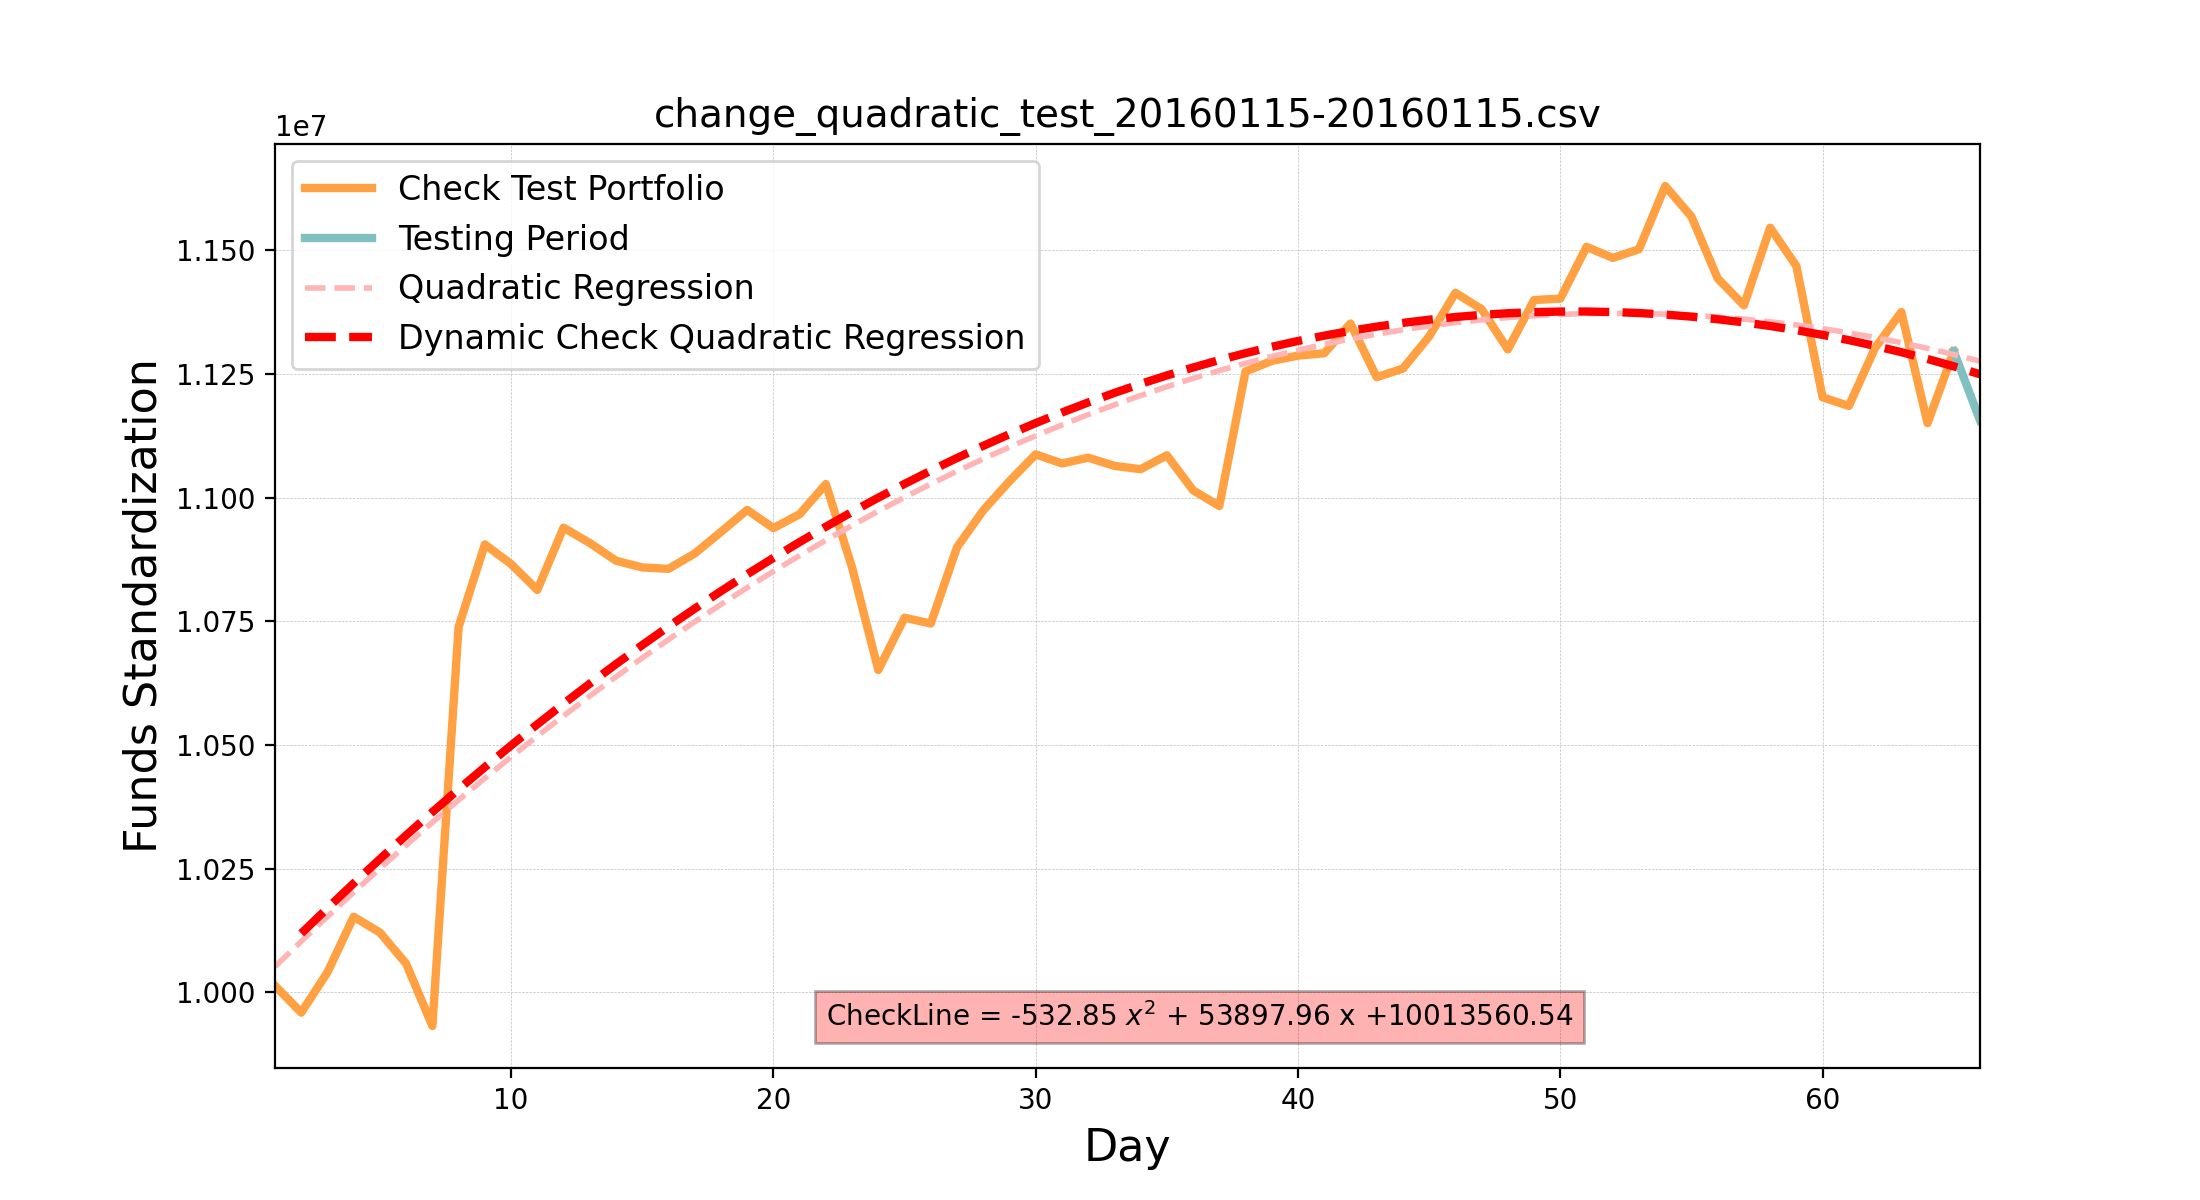 change_quadratic_test_20160115-20160115.csv
1e7
Check Test Portfolio
Testing Period
Quadratic Regression
Dynamic Check Quadratic Regression
Funds Standardization
1.150
1.125
1.100
1.075
1.050
1.025
1.000
CheckLine = -532.85 x² + 53897.96 x +10013560.54
10 20 30 40 50 60
Day